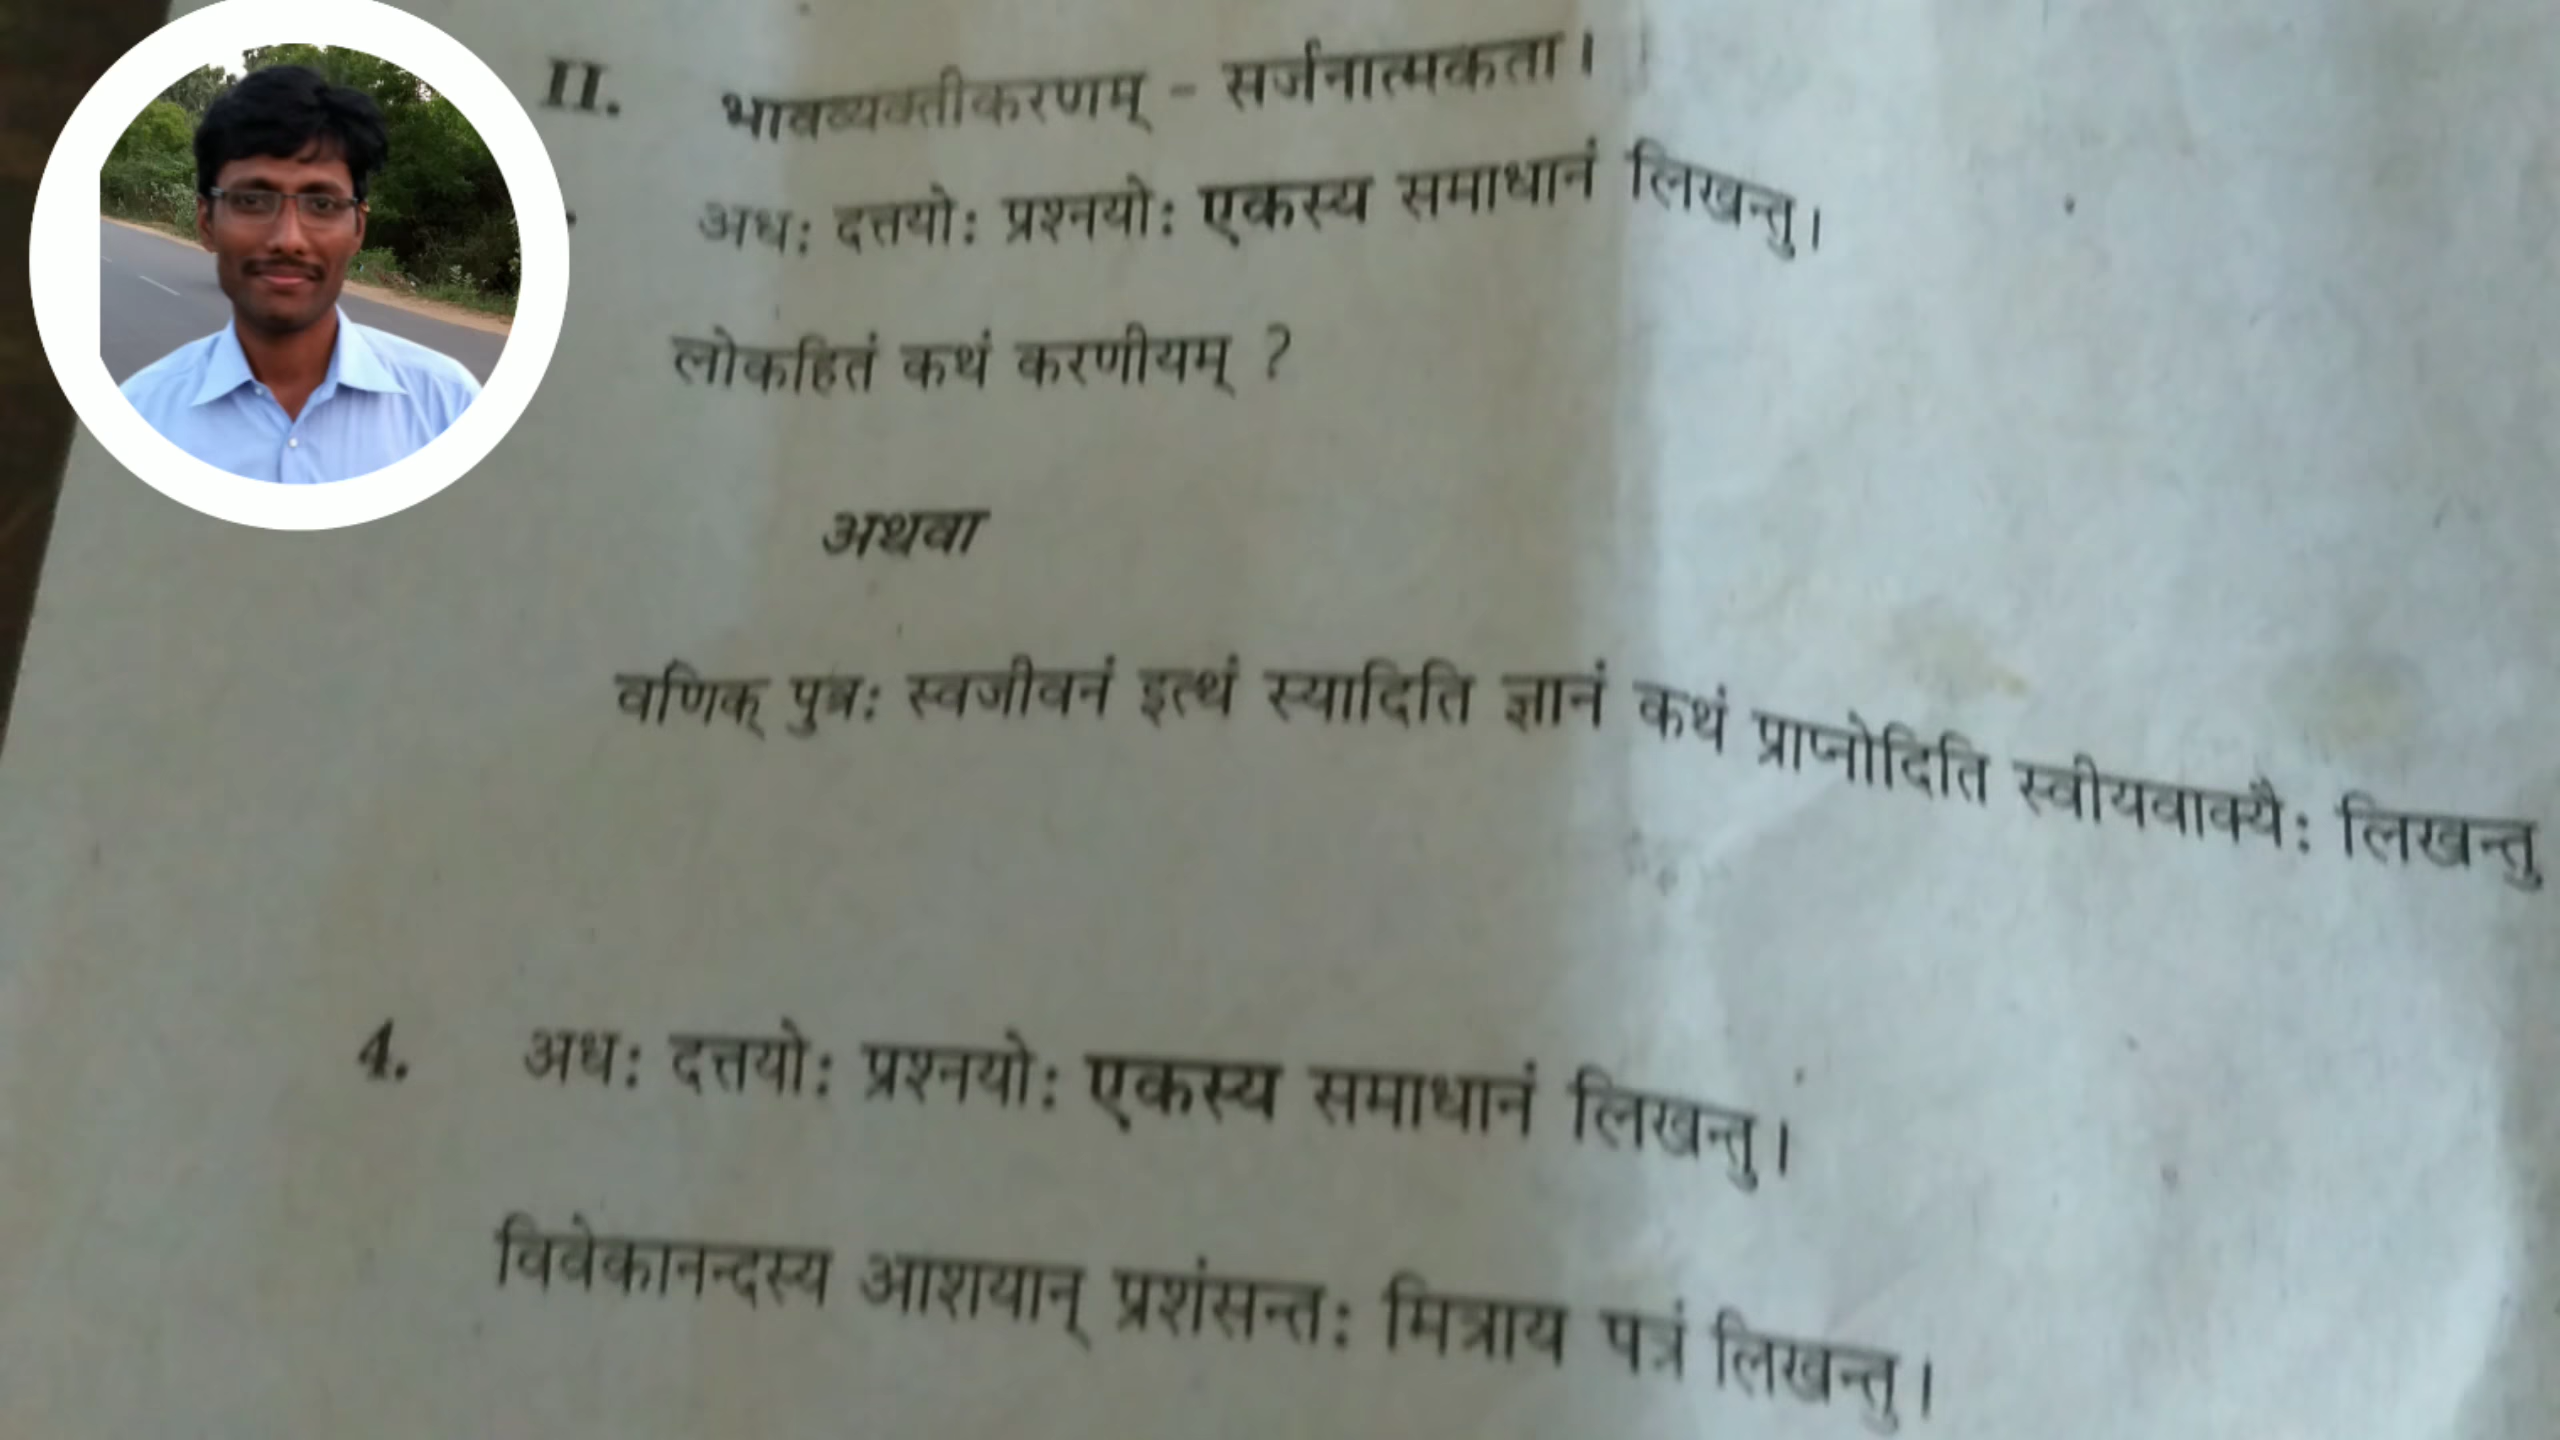 II. भावव्यक्तीकरणम् - सर्जनात्मकता।
अधः दत्तयोः प्रश्नयोः एकस्य समाधानं लिखन्तु।
लोकहितं कथं करणीयम् ?
अथवा
वणिक् पुत्रः स्वजीवनं इत्थं स्यादिति ज्ञानं कथं प्राप्नोदिति स्वीयवाक्यैः लिखन्तु
4. अधः दत्तयोः प्रश्नयोः एकस्य समाधानं लिखन्तु।
विवेकानन्दस्य आशयान् प्रशंसन्तः मित्राय पत्रं लिखन्तु।